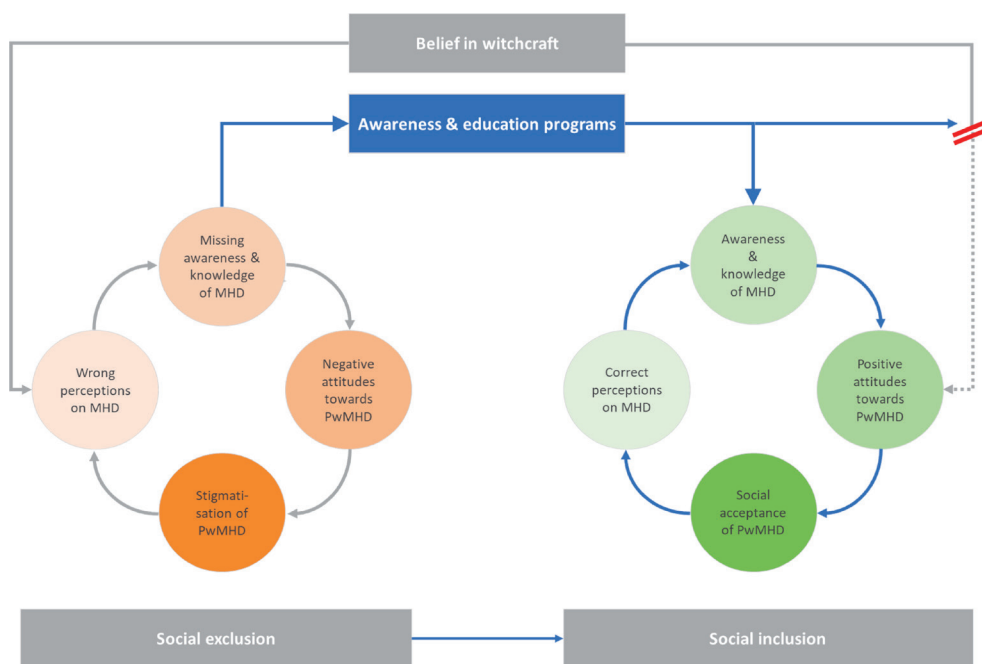 Belief in witchcraft
Awareness & education programs
Missing
awareness &
knowledge
of MHD
Negative
attitudes
towards
PwMHD
Stigmati-
sation of
PwMHD
Wrong
perceptions
on MHD
Awareness
&
knowledge
of MHD
Positive
attitudes
towards
PwMHD
Social
acceptance
of PwMHD
Correct
perceptions
on MHD
Social exclusion
Social inclusion